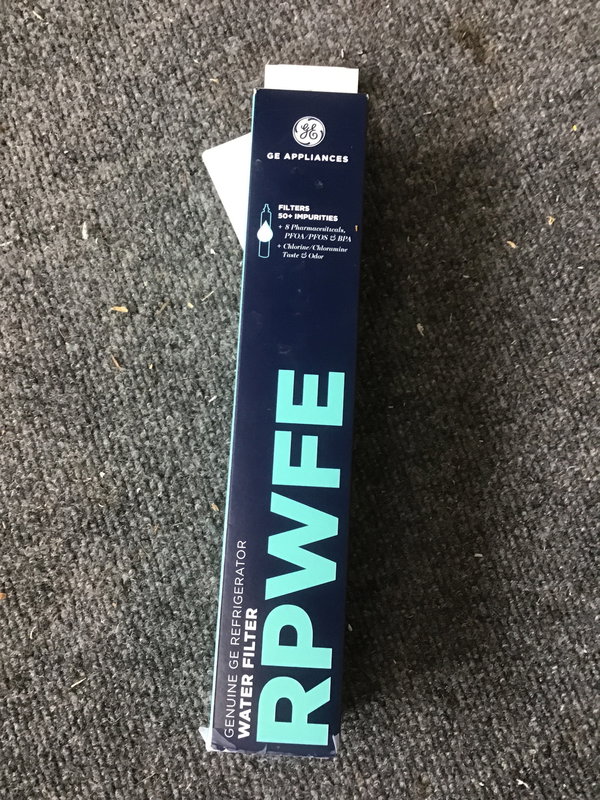 GE
GE APPLIANCES
FILTERS
50+ IMPURITIES
+ 8 Pharmaceuticals,
PFOA/PFOS & BPA
+ Chlorine/Chloramine
Taste & Odor
RPWFE
GENUINE GE REFRIGERATOR
WATER FILTER